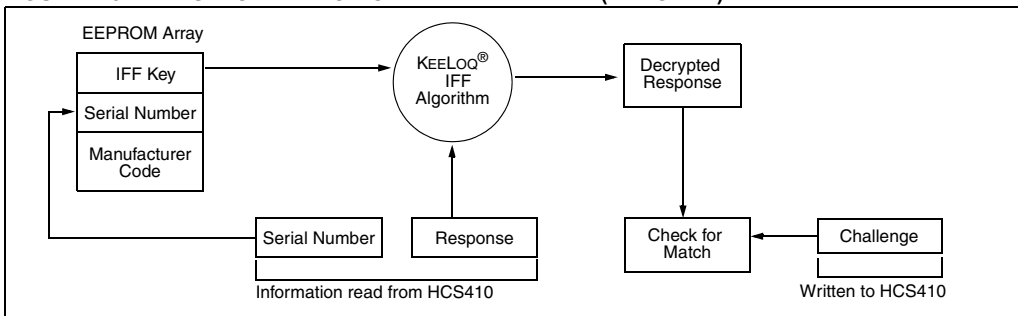 EEPROM Array
IFF Key
Serial Number
Manufacturer
Code
KEELOQ®
IFF
Algorithm
Decrypted
Response
Serial Number
Response
Check for
Match
Challenge
Information read from HCS410
Written to HCS410